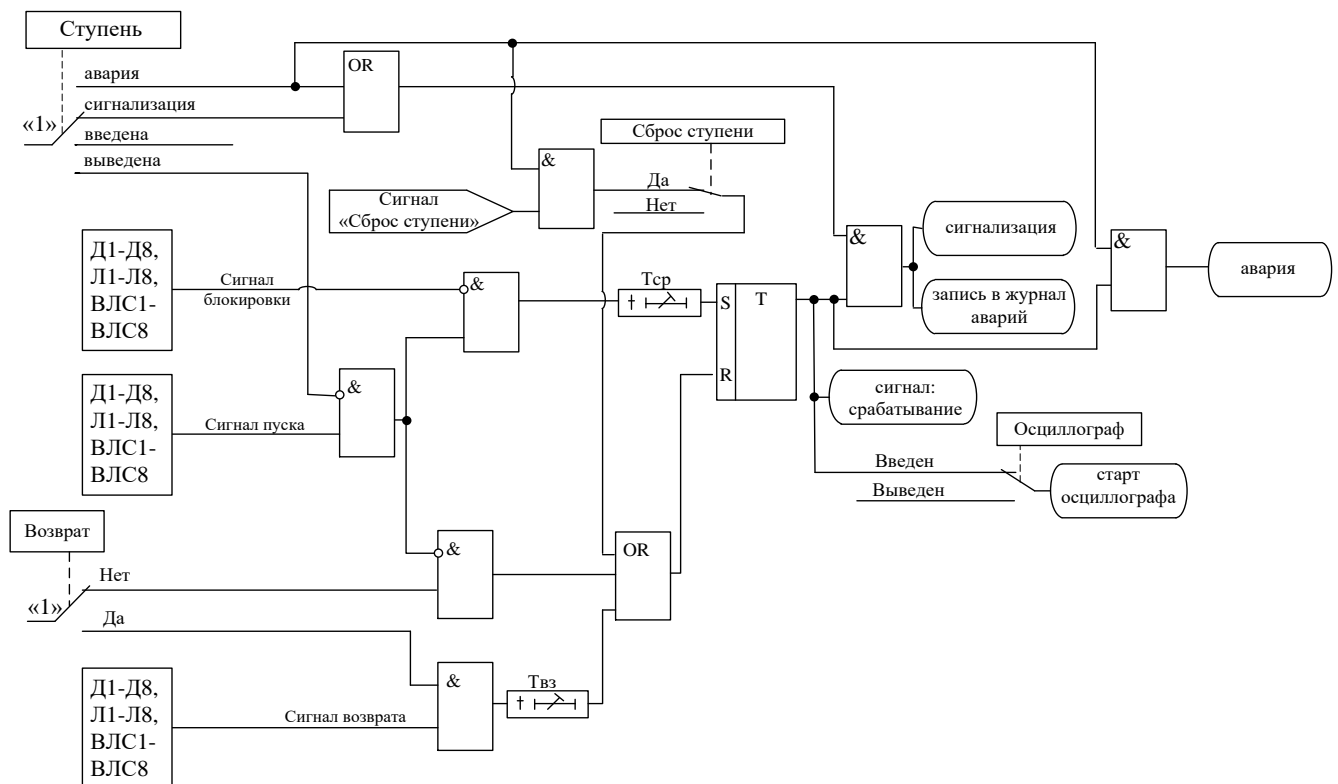 Ступень
авария
сигнализация
«1»
введена
выведена
OR
&
Сброс ступени
Да
Нет
Сигнал
«Сброс ступени»
Д1-Д8,
Л1-Л8,
ВЛС1-
ВЛС8
Сигнал
блокировки
&
Тср
S
T
R
&
сигнализация
запись в журнал
аварий
&
авария
Д1-Д8,
Л1-Л8,
ВЛС1-
ВЛС8
Сигнал пуска
&
сигнал:
срабатывание
Осциллограф
Введен
Выведен
старт
осциллографа
Возврат
Нет
«1»
Да
&
OR
Д1-Д8,
Л1-Л8,
ВЛС1-
ВЛС8
Сигнал возврата
&
Твз